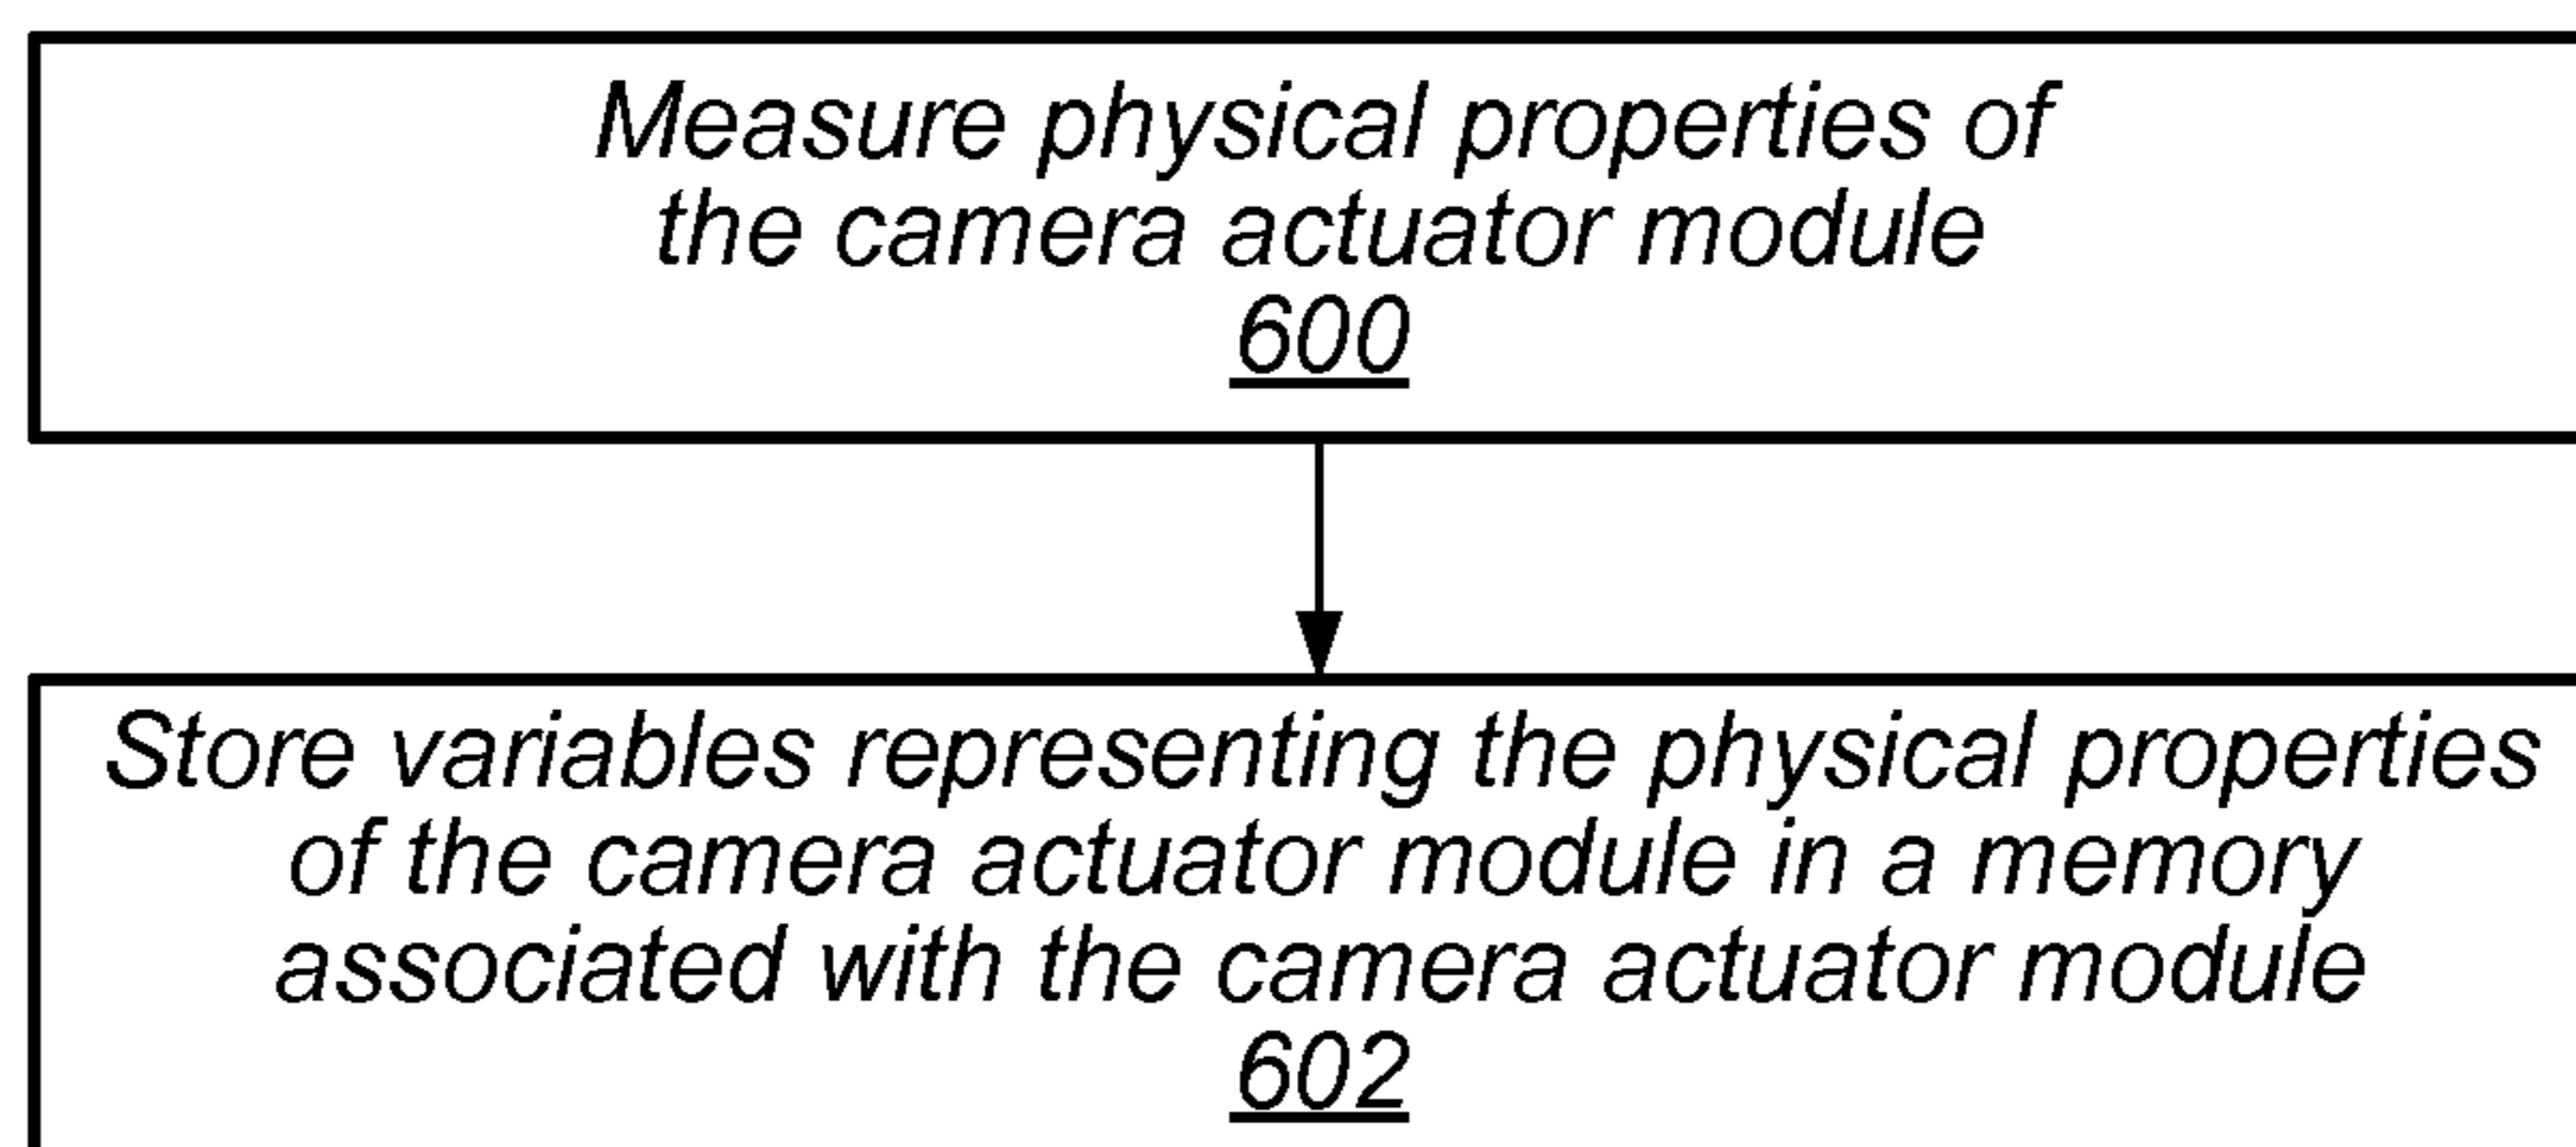 Measure physical properties of
the camera actuator module
600
Store variables representing the physical properties
of the camera actuator module in a memory
associated with the camera actuator module
602